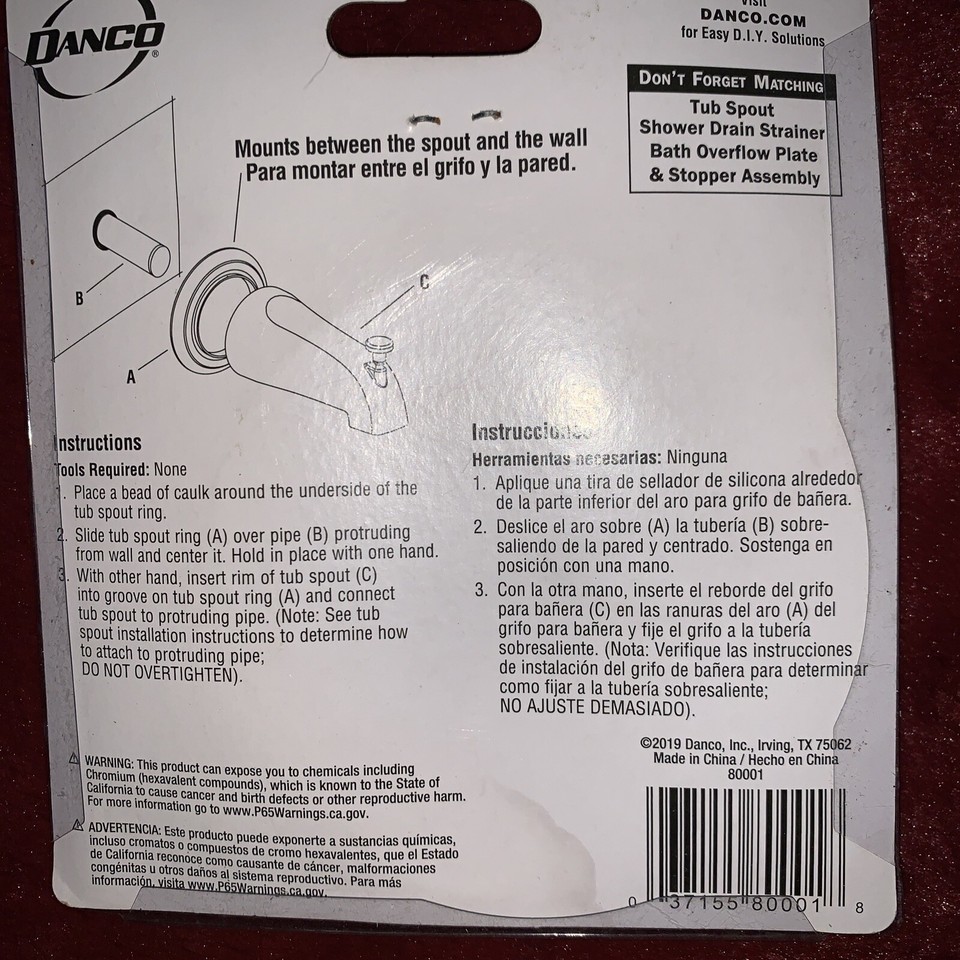 DANCO®
VISIT
DANCO.COM
for Easy D.I.Y. Solutions
DON'T FORGET MATCHING
Tub Spout
Shower Drain Strainer
Bath Overflow Plate
& Stopper Assembly
Mounts between the spout and the wall
Para montar entre el grifo y la pared.
B
C
A
Instructions
Tools Required: None
1. Place a bead of caulk around the underside of the
tub spout ring.
2. Slide tub spout ring (A) over pipe (B) protruding
from wall and center it. Hold in place with one hand.
3. With other hand, insert rim of tub spout (C)
into groove on tub spout ring (A) and connect
tub spout to protruding pipe. (Note: See tub
spout installation instructions to determine how
to attach to protruding pipe;
DO NOT OVERTIGHTEN).
Instrucciones
Herramientas necesarias: Ninguna
1. Aplique una tira de sellador de silicona alrededor
de la parte inferior del aro para grifo de bañera.
2. Deslice el aro sobre (A) la tubería (B) sobre-
saliendo de la pared y centrado. Sostenga en
posición con una mano.
3. Con la otra mano, inserte el reborde del grifo
para bañera (C) en las ranuras del aro (A) del
grifo para bañera y fije el grifo a la tubería
sobresaliente. (Nota: Verifique las instrucciones
de instalación del grifo de bañera para determinar
como fijar a la tubería sobresaliente;
NO AJUSTE DEMASIADO).
⚠ WARNING: This product can expose you to chemicals including
Chromium (hexavalent compounds), which is known to the State of
California to cause cancer and birth defects or other reproductive harm.
For more information go to www.P65Warnings.ca.gov.
⚠ ADVERTENCIA: Este producto puede exponerte a sustancias químicas,
incluso cromatos o compuestos de cromo hexavalentes, que el Estado
de California reconoce como causante de cáncer, malformaciones
congénitas u otros daños al sistema reproductivo. Para más
información, visita www.P65Warnings.ca.gov.
©2019 Danco, Inc., Irving, TX 75062
Made in China / Hecho en China
80001
0 37155 80001 8